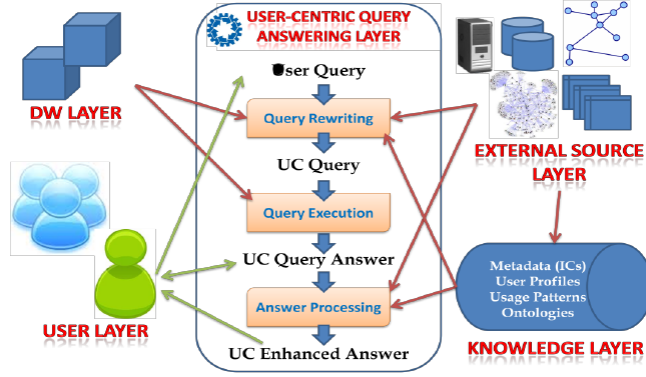 USER-CENTRIC QUERY
ANSWERING LAYER
User Query
Query Rewriting
UC Query
Query Execution
UC Query Answer
Answer Processing
UC Enhanced Answer
DW LAYER
USER LAYER
EXTERNAL SOURCE
LAYER
Metadata (ICs)
User Profiles
Usage Patterns
Ontologies
KNOWLEDGE LAYER